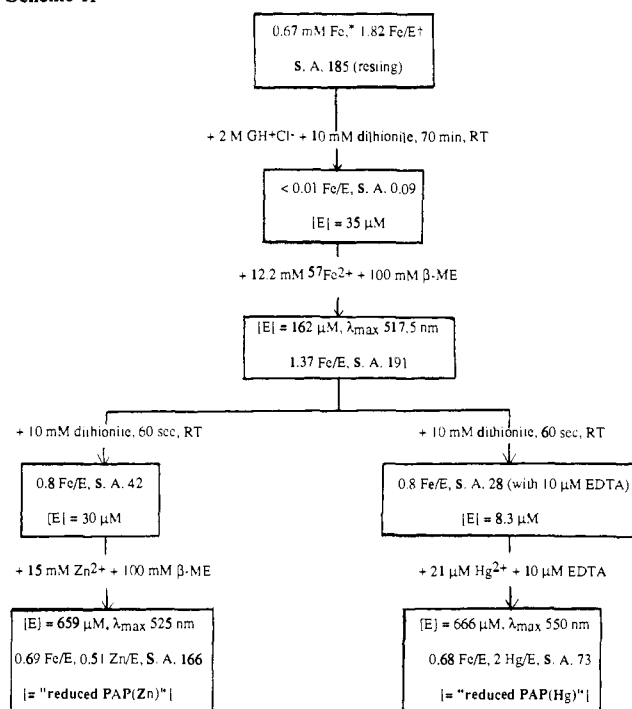 0.67 mM Fe,* 1.82 Fe/E†
S. A. 185 (resting)
+ 2 M GH+Cl- + 10 mM dithionite, 70 min, RT
< 0.01 Fe/E, S. A. 0.09
[E] = 35 μM
+ 12.2 mM 57Fe2+ + 100 mM β-ME
[E] = 162 μM, λmax 517.5 nm
1.37 Fe/E, S. A. 191
+ 10 mM dithionite, 60 sec, RT
0.8 Fe/E, S. A. 42
[E] = 30 μM
+ 15 mM Zn2+ + 100 mM β-ME
[E] = 659 μM, λmax 525 nm
0.69 Fe/E, 0.51 Zn/E, S. A. 166
[= "reduced PAP(Zn)"]
+ 10 mM dithionite, 60 sec, RT
0.8 Fe/E, S. A. 28 (with 10 μM EDTA)
[E] = 8.3 μM
+ 21 μM Hg2+ + 10 μM EDTA
[E] = 666 μM, λmax 550 nm
0.68 Fe/E, 2 Hg/E, S. A. 73
[= "reduced PAP(Hg)"]